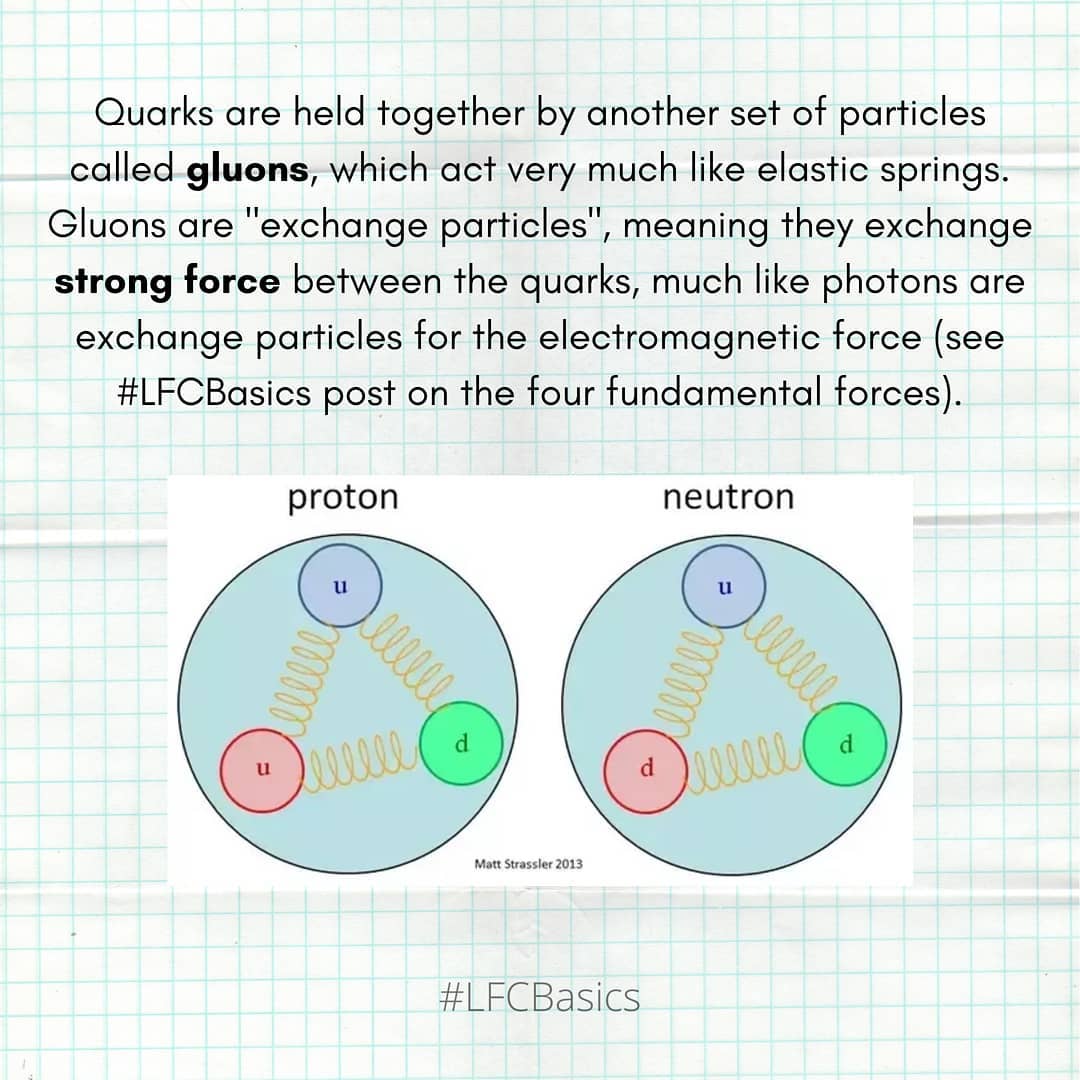 Quarks are held together by another set of particles
called gluons, which act very much like elastic springs.
Gluons are "exchange particles", meaning they exchange
strong force between the quarks, much like photons are
exchange particles for the electromagnetic force (see
#LFCBasics post on the four fundamental forces).
proton
neutron
u
u
d
u
d
d
Matt Strassler 2013
#LFCBasics